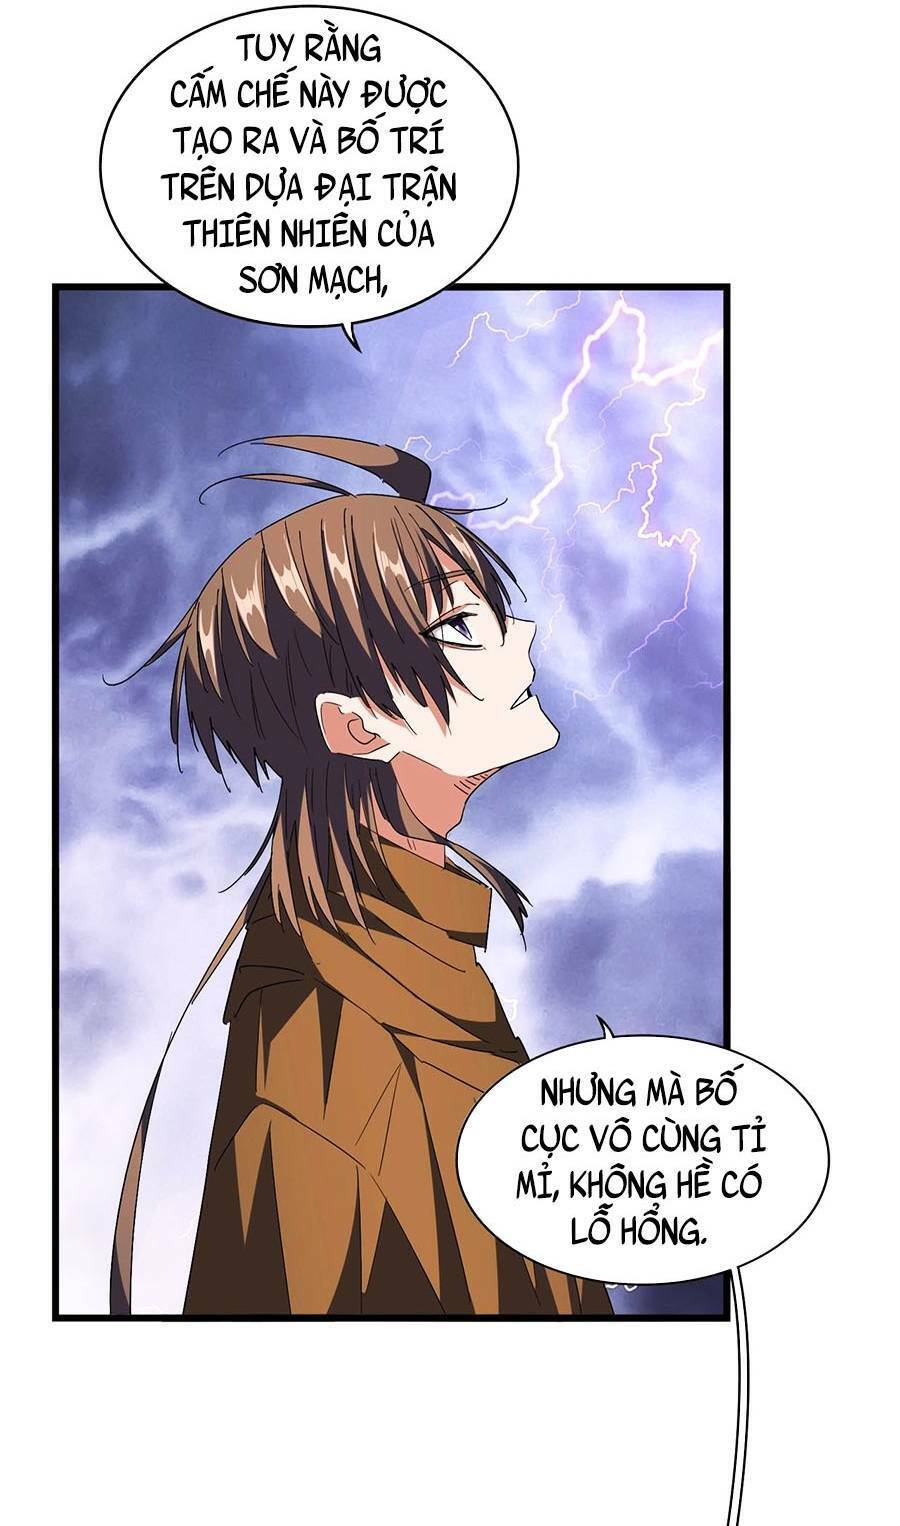 TUY RẰNG
CẤM CHẾ NÀY ĐƯỢC
TẠO RA VÀ BỐ TRÍ
TRÊN DỰA ĐẠI TRẬN
THIÊN NHIÊN CỦA
SƠN MẠCH,
NHƯNG MÀ BỐ
CỤC VÔ CÙNG TỈ
MỈ, KHÔNG HỀ CÓ
LỖ HỔNG.